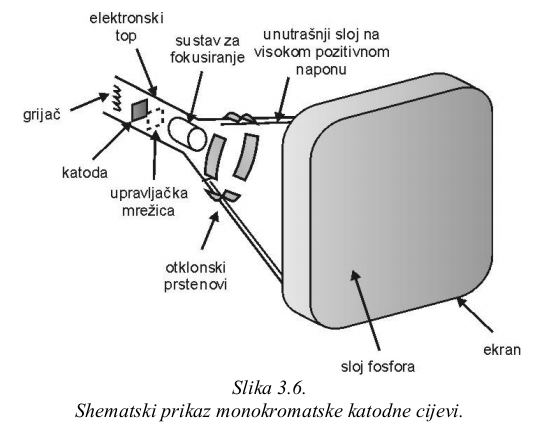 elektronski
top
sustav za
fokusiranje
unutrašnji sloj na
visokom pozitivnom
naponu
grijač
katoda
upravljačka
mrežica
otklonski
prstenovi
sloj fosfora
ekran
Slika 3.6.
Shematski prikaz monokromatske katodne cijevi.